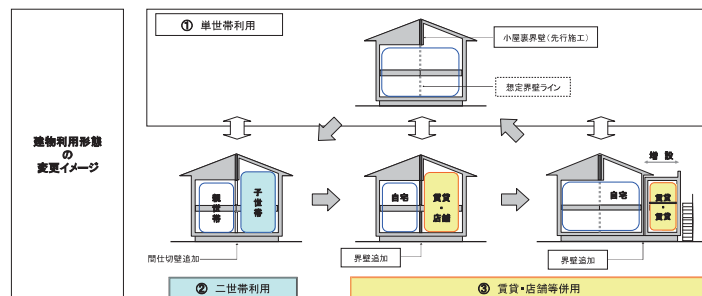 建物利用形態
の
変更イメージ
① 単世帯利用
小屋裏界壁(先行施工)
想定界壁ライン
親世帯
子世帯
間仕切壁追加
② 二世帯利用
自宅
賃貸・店舗
界壁追加
増 設
自宅
賃貸・賃貸
界壁追加
③ 賃貸・店舗等併用